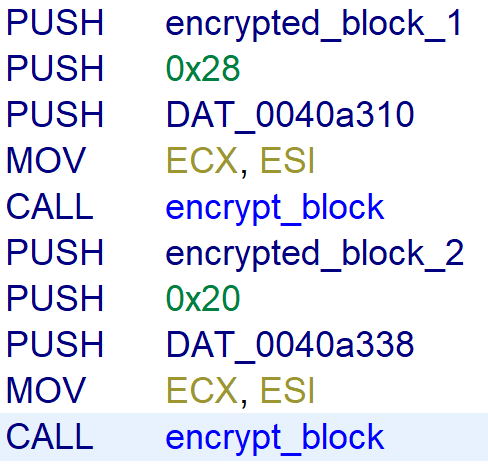 PUSH encrypted_block_1
PUSH 0x28
PUSH DAT_0040a310
MOV ECX, ESI
CALL encrypt_block
PUSH encrypted_block_2
PUSH 0x20
PUSH DAT_0040a338
MOV ECX, ESI
CALL encrypt_block